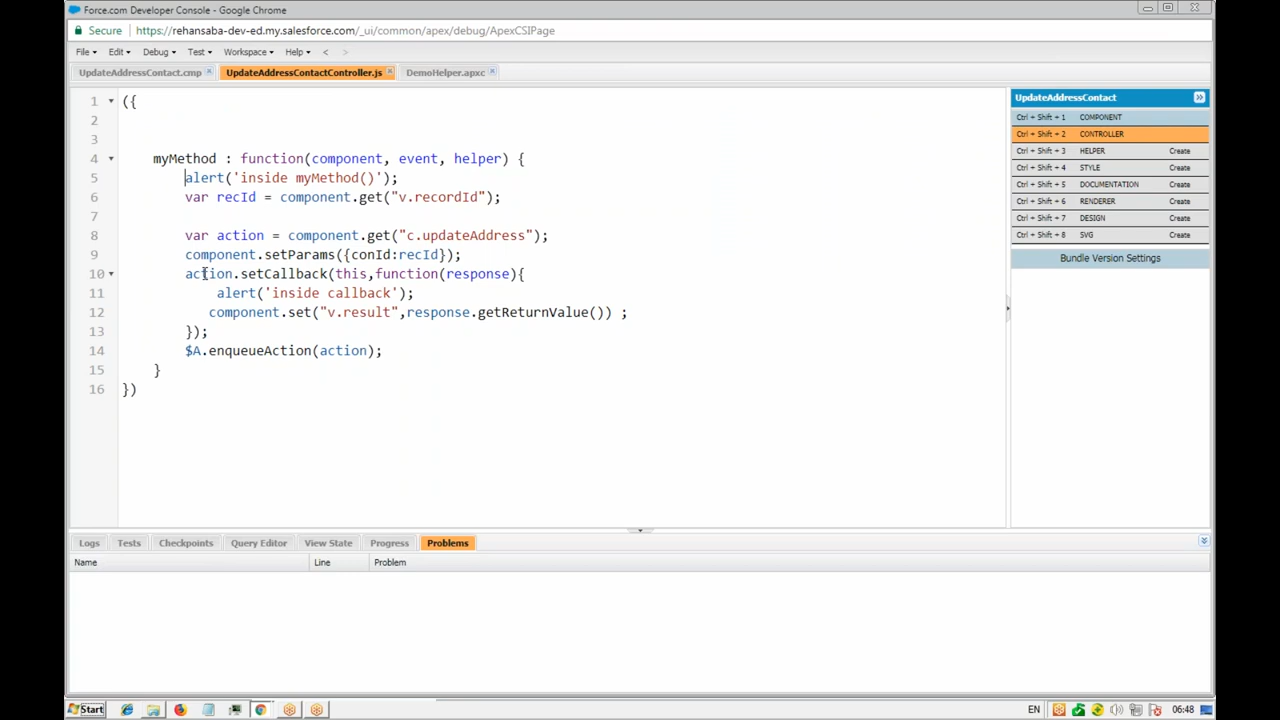 Force.com Developer Console - Google Chrome
Secure https://rehansaba-dev-ed.my.salesforce.com/_ui/common/apex/debug/ApexCSIPage
File Edit Debug Test Workspace Help < >
UpdateAddressContact.cmp UpdateAddressContactController.js DemoHelper.apxc
1 ({
2
3
4 myMethod : function(component, event, helper) {
5 alert('inside myMethod()');
6 var recId = component.get("v.recordId");
7
8 var action = component.get("c.updateAddress");
9 component.setParams({conId:recId});
10 action.setCallback(this,function(response){
11 alert('inside callback');
12 component.set("v.result",response.getReturnValue()) ;
13 });
14 $A.enqueueAction(action);
15 }
16 })
UpdateAddressContact
Ctrl + Shift + 1 COMPONENT
Ctrl + Shift + 2 CONTROLLER
Ctrl + Shift + 3 HELPER Create
Ctrl + Shift + 4 STYLE Create
Ctrl + Shift + 5 DOCUMENTATION Create
Ctrl + Shift + 6 RENDERER Create
Ctrl + Shift + 7 DESIGN Create
Ctrl + Shift + 8 SVG Create
Bundle Version Settings
Logs Tests Checkpoints Query Editor View State Progress Problems
Name Line Problem
Start EN 06:48